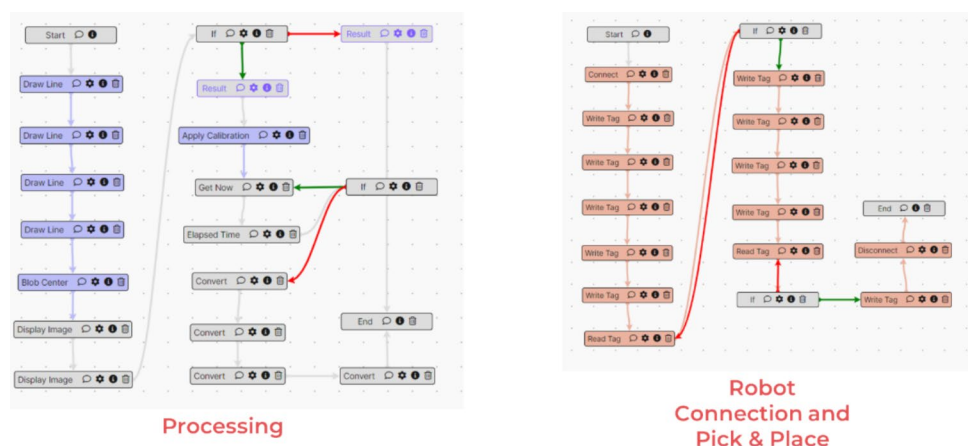 Start
Draw Line
Draw Line
Draw Line
Draw Line
Blob Center
Display Image
Display Image
If
Result
Result
Apply Calibration
Get Now
If
Elapsed Time
Convert
Convert
End
Convert
Convert
Processing
Start
Connect
Write Tag
Write Tag
Write Tag
Write Tag
Write Tag
Read Tag
If
Write Tag
Write Tag
Write Tag
Write Tag
Read Tag
If
Write Tag
Disconnect
End
Robot
Connection and
Pick & Place